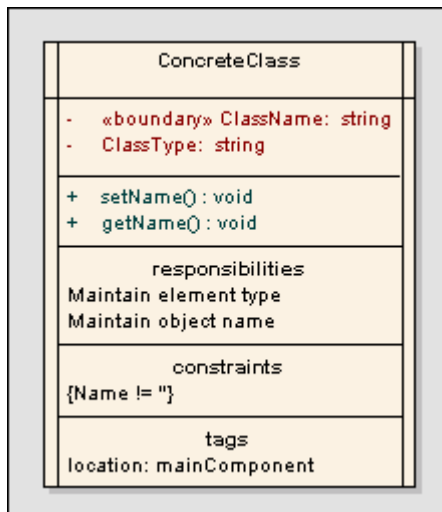 ConcreteClass
- «boundary» ClassName: string
- ClassType: string
+ setName() : void
+ getName() : void
responsibilities
Maintain element type
Maintain object name
constraints
{Name != ''}
tags
location: mainComponent